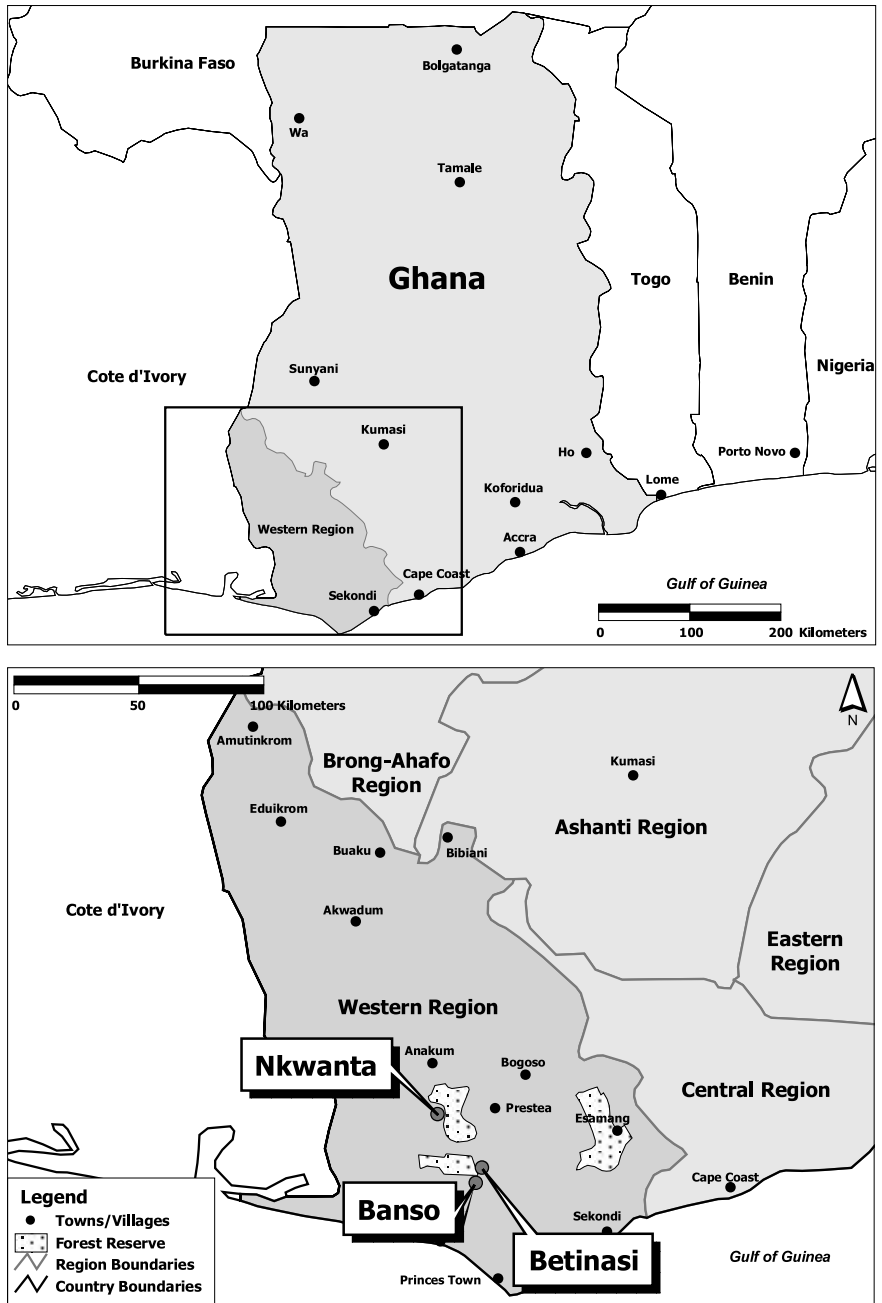 Burkina Faso
Bolgatanga
Wa
Tamale
Ghana
Togo
Benin
Nigeria
Cote d'Ivory
Sunyani
Kumasi
Ho
Porto Novo
Koforidua
Lome
Western Region
Accra
Cape Coast
Sekondi
Gulf of Guinea
0 100 200 Kilometers
0 50 100 Kilometers
N
Amutinkrom
Brong-Ahafo
Region
Kumasi
Eduikrom
Ashanti Region
Buaku
Bibiani
Cote d'Ivory
Akwadum
Eastern
Region
Western Region
Nkwanta
Anakum
Bogoso
Central Region
Prestea
Esamang
Cape Coast
Banso
Sekondi
Betinasi
Gulf of Guinea
Princes Town
Legend
Towns/Villages
Forest Reserve
Region Boundaries
Country Boundaries